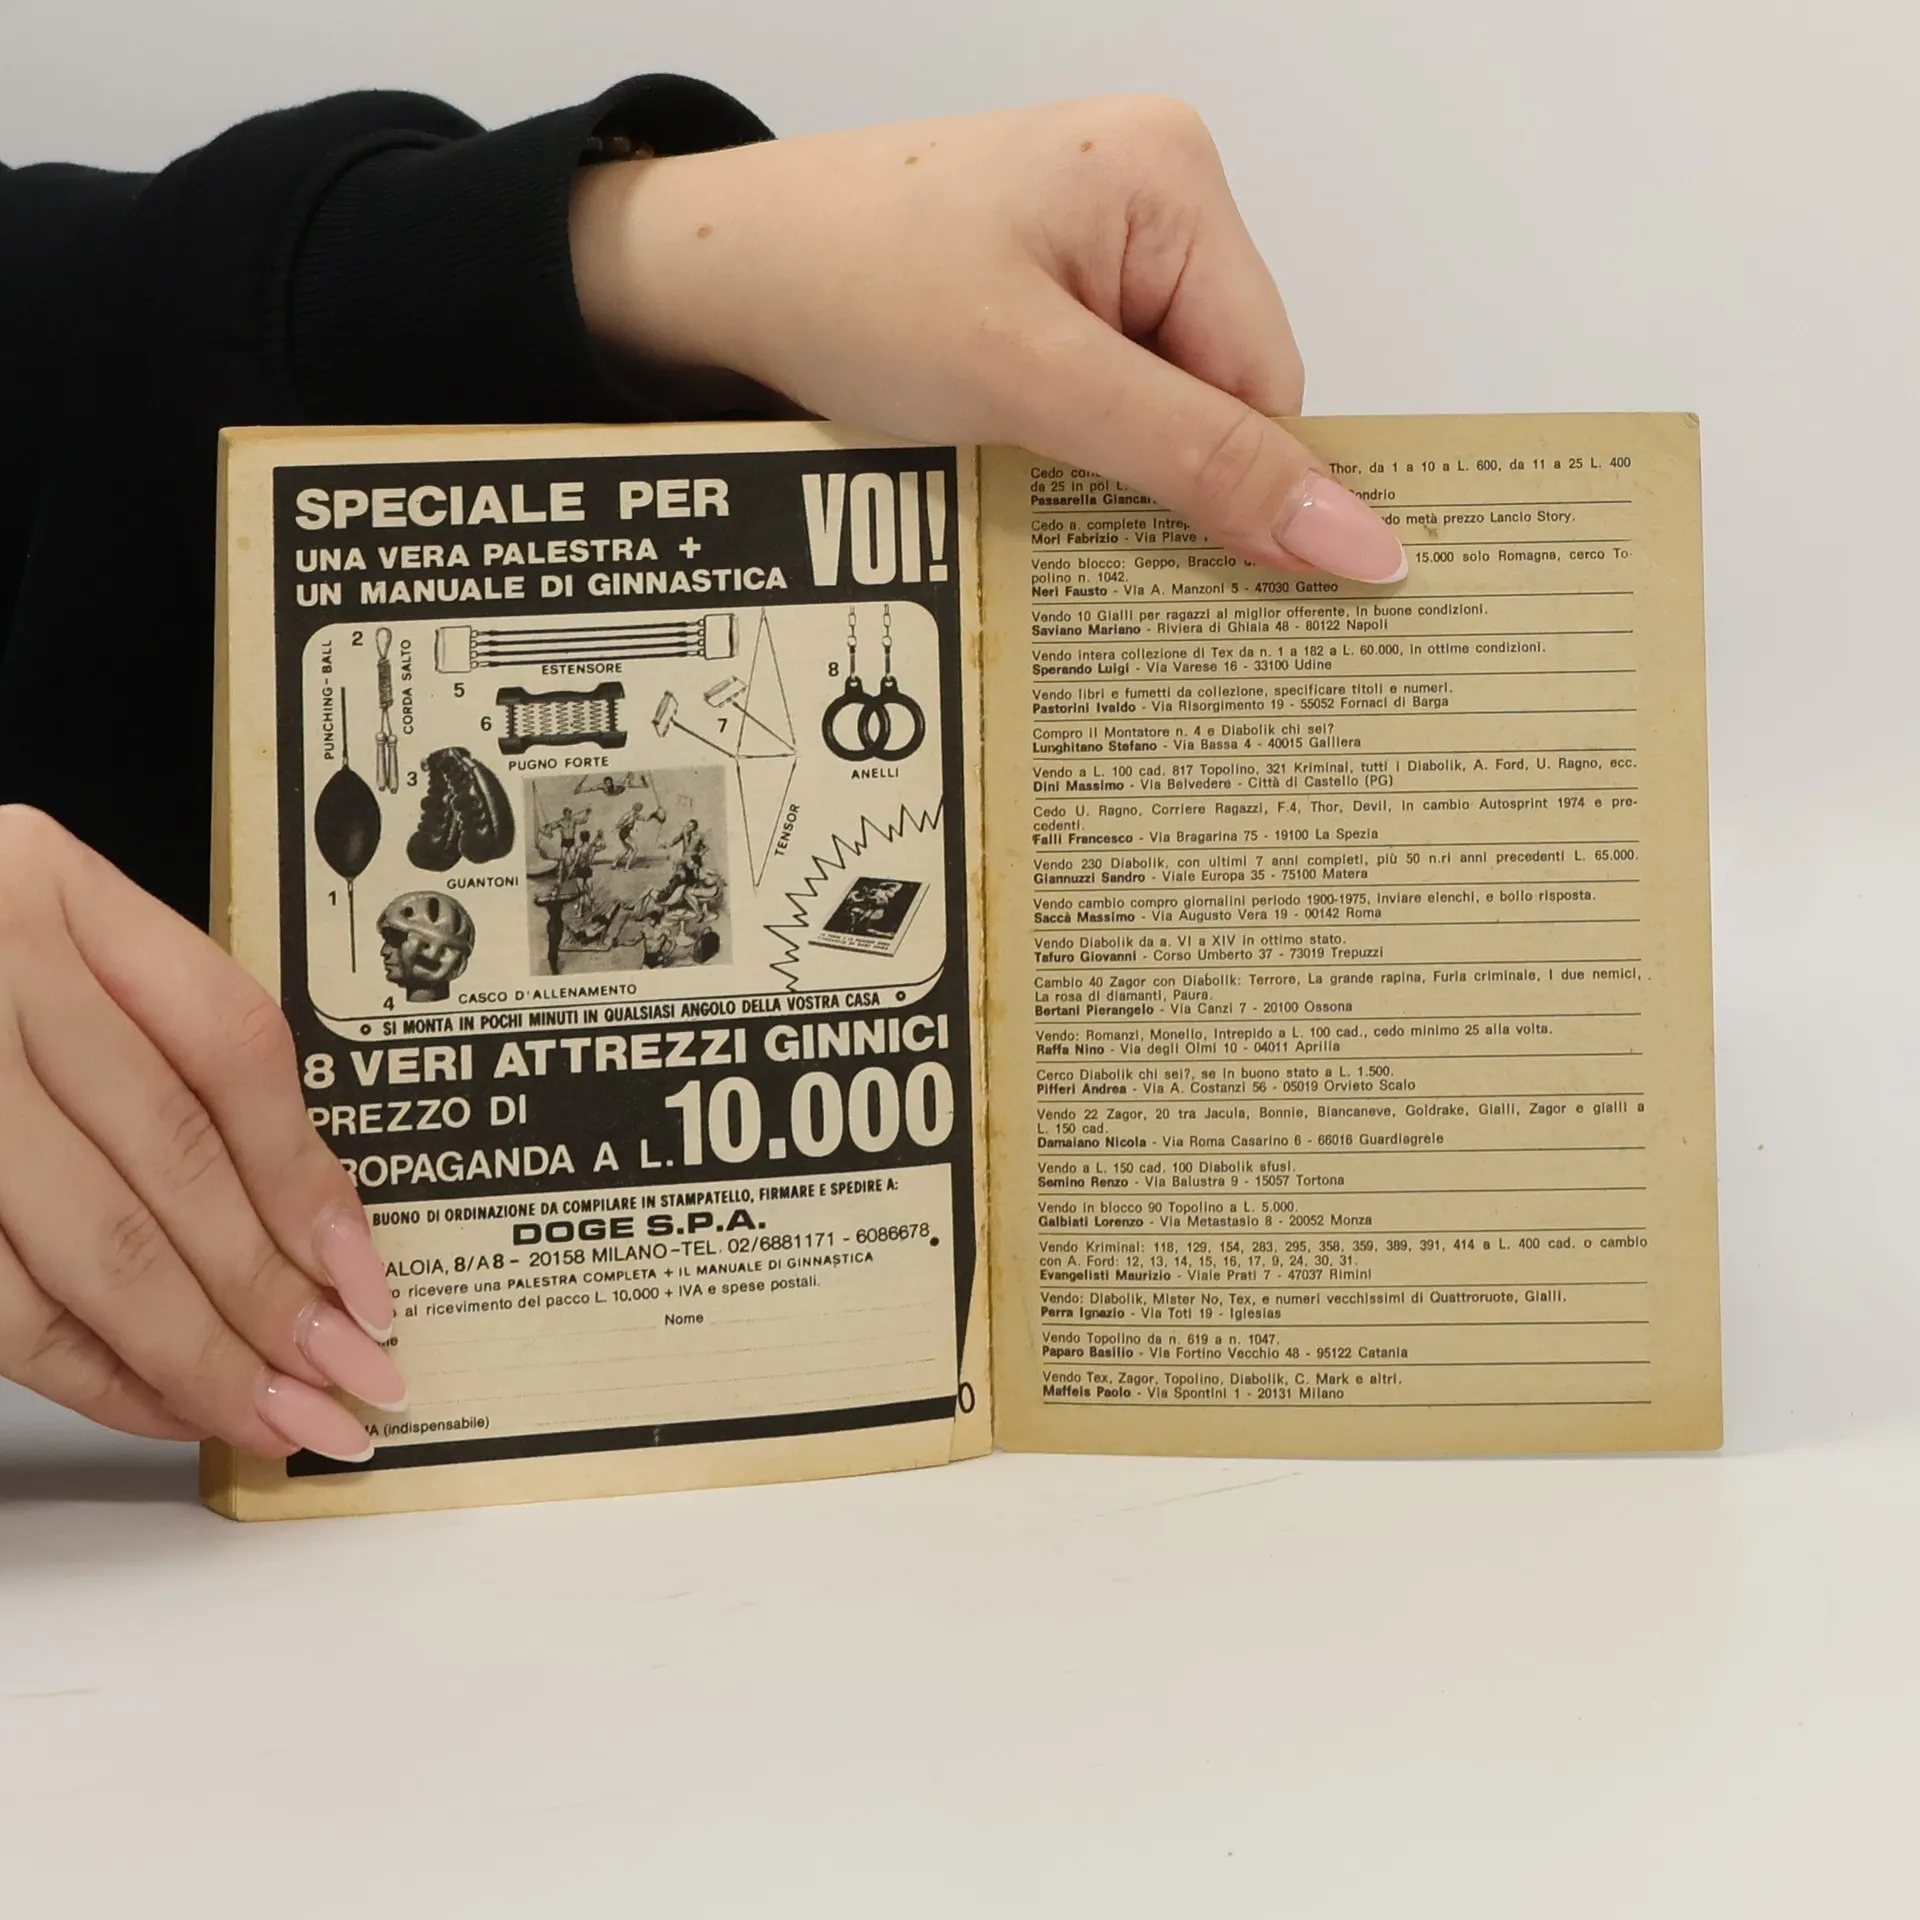 SPECIALE PER VOI!
UNA VERA PALESTRA +
UN MANUALE DI GINNASTICA
PUNCHING-BALL
2
CORDA SALTO
ESTENSORE
5
6
PUGNO FORTE
7
8
ANELLI
3
GUANTONI
TENSOR
1
4
CASCO D'ALLENAMENTO
SI MONTA IN POCHI MINUTI IN QUALSIASI ANGOLO DELLA VOSTRA CASA
8 VERI ATTREZZI GINNICI
PREZZO DI
ROPAGANDA A L. 10.000
BUONO DI ORDINAZIONE DA COMPILARE IN STAMPATELLO, FIRMARE E SPEDIRE A:
DOGE S.P.A.
ALOIA, 8/A8 - 20158 MILANO - TEL. 02/6881171 - 6086678
ricevere una PALESTRA COMPLETA + IL MANUALE DI GINNASTICA
al ricevimento del pacco L. 10.000 + IVA e spese postali.
Nome
(indispensabile)
Cedo Thor, da 1 a 10 a L. 600, da 11 a 25 L. 400
da 25 in poi L.
Passarella
Cedo a. complete metà prezzo Lancio Story.
Mori Fabrizio - Via Piave
Vendo blocco: Geppo, Braccio 15.000 solo Romagna, cerco To-
polino n. 1042.
Neri Fausto - Via A. Manzoni 5 - 47030 Gatteo
Vendo 10 Gialli per ragazzi al miglior offerente, in buone condizioni.
Saviano Mariano - Riviera di Ghiaia 48 - 80122 Napoli
Vendo intera collezione di Tex da n. 1 a 182 a L. 60.000, in ottime condizioni.
Sperando Luigi - Via Varese 16 - 33100 Udine
Vendo libri e fumetti da collezione, specificare titoli e numeri.
Pastorini Ivaldo - Via Risorgimento 19 - 55052 Fornaci di Barga
Compro Il Montatore n. 4 e Diabolik chi sei?
Lunghitano Stefano - Via Bassa 4 - 40015 Galliera
Vendo a L. 100 cad. 817 Topolino, 321 Kriminal, tutti i Diabolik, A. Ford, U. Ragno, ecc.
Dini Massimo - Via Belvedere - Città di Castello (PG)
Cedo U. Ragno, Corriere Ragazzi, F.4, Thor, Devil, in cambio Autosprint 1974 e pre-
cedenti.
Falli Francesco - Via Bragarina 75 - 19100 La Spezia
Vendo 230 Diabolik, con ultimi 7 anni completi, più 50 n.ri anni precedenti L. 65.000.
Giannuzzi Sandro - Viale Europa 35 - 75100 Matera
Vendo cambio compro giornalini periodo 1900-1975, inviare elenchi, e bollo risposta.
Saccà Massimo - Via Augusto Vera 19 - 00142 Roma
Vendo Diabolik da a. VI a XIV in ottimo stato.
Tafuro Giovanni - Corso Umberto 37 - 73019 Trepuzzi
Cambio 40 Zagor con Diabolik: Terrore, La grande rapina, Furia criminale, I due nemici,
La rosa di diamanti, Paura.
Bertani Pierangelo - Via Canzi 7 - 20100 Ossona
Vendo: Romanzi, Monello, Intrepido a L. 100 cad., cedo minimo 25 alla volta.
Raffa Nino - Via degli Olmi 10 - 04011 Aprilia
Cerco Diabolik chi sei?, se in buono stato a L. 1.500.
Pifferi Andrea - Via A. Costanzi 56 - 05019 Orvieto Scalo
Vendo 22 Zagor, 20 tra Jacula, Bonnie, Biancaneve, Goldrake, Gialli, Zagor e gialli a
L. 150 cad.
Damaiano Nicola - Via Roma Casarino 6 - 66016 Guardiagrele
Vendo a L. 150 cad. 100 Diabolik sfusi.
Semino Renzo - Via Balustra 9 - 15057 Tortona
Vendo in blocco 90 Topolino a L. 5.000.
Galbiati Lorenzo - Via Metastasio 8 - 20052 Monza
Vendo Kriminal: 118, 129, 154, 283, 295, 358, 359, 389, 391, 414 a L. 400 cad. o cambio
con A. Ford: 12, 13, 14, 15, 16, 17, 9, 24, 30, 31.
Evangelisti Maurizio - Viale Prati 7 - 47037 Rimini
Vendo: Diabolik, Mister No, Tex, e numeri vecchissimi di Quattroruote, Gialli.
Perra Ignazio - Via Toti 19 - Iglesias
Vendo Topolino da n. 619 a n. 1047.
Paparo Basilio - Via Fortino Vecchio 48 - 95122 Catania
Vendo Tex, Zagor, Topolino, Diabolik, C. Mark e altri.
Maffeis Paolo - Via Spontini 1 - 20131 Milano